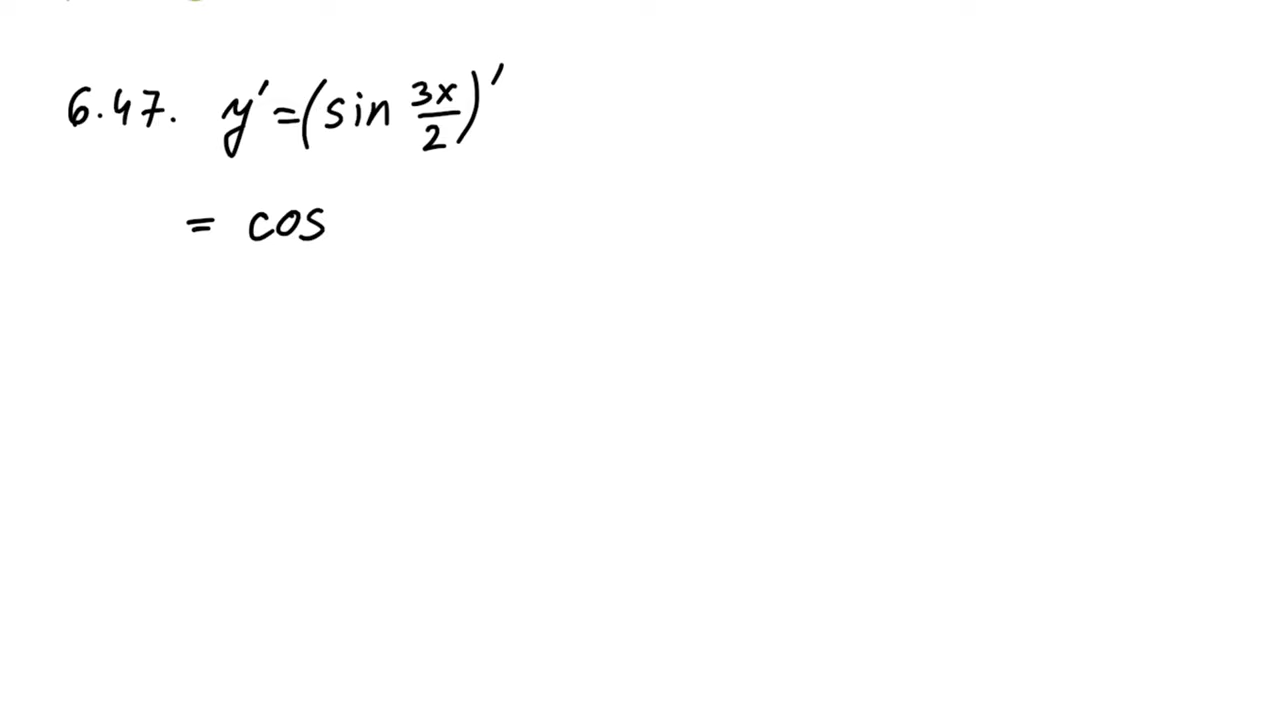 6.47. y' = (sin 3x/2)'
= cos